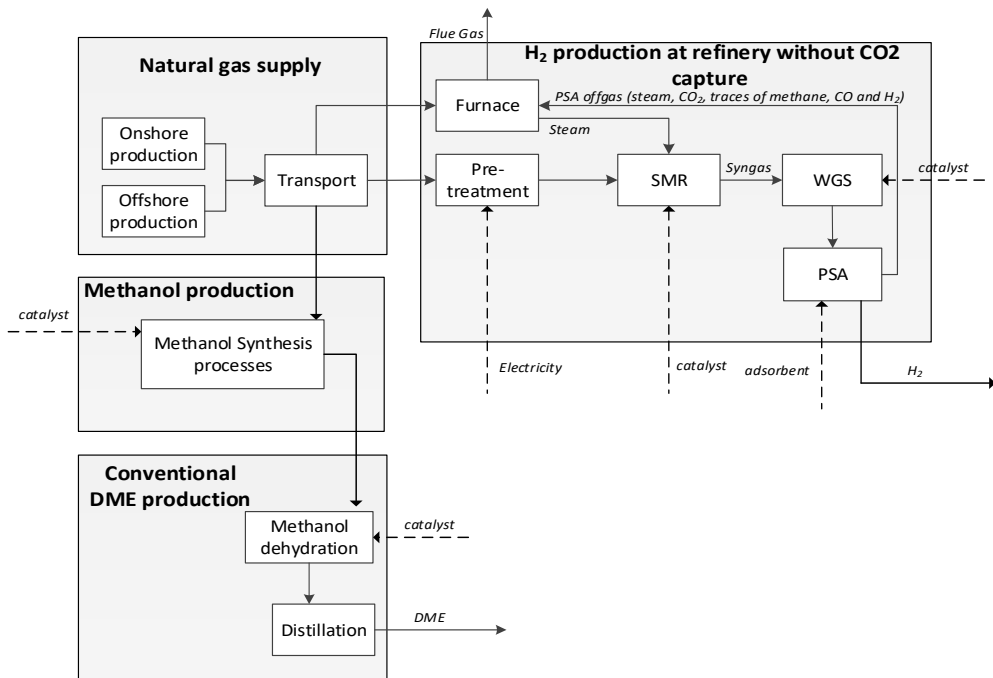 Flue Gas
Natural gas supply
Onshore
production
Offshore
production
Transport
H₂ production at refinery without CO2
capture
PSA offgas (steam, CO₂, traces of methane, CO and H₂)
Furnace
Steam
Pre-
treatment
SMR
Syngas
WGS
catalyst
PSA
Electricity
catalyst
adsorbent
H₂
Methanol production
catalyst
Methanol Synthesis
processes
Conventional
DME production
Methanol
dehydration
catalyst
Distillation
DME